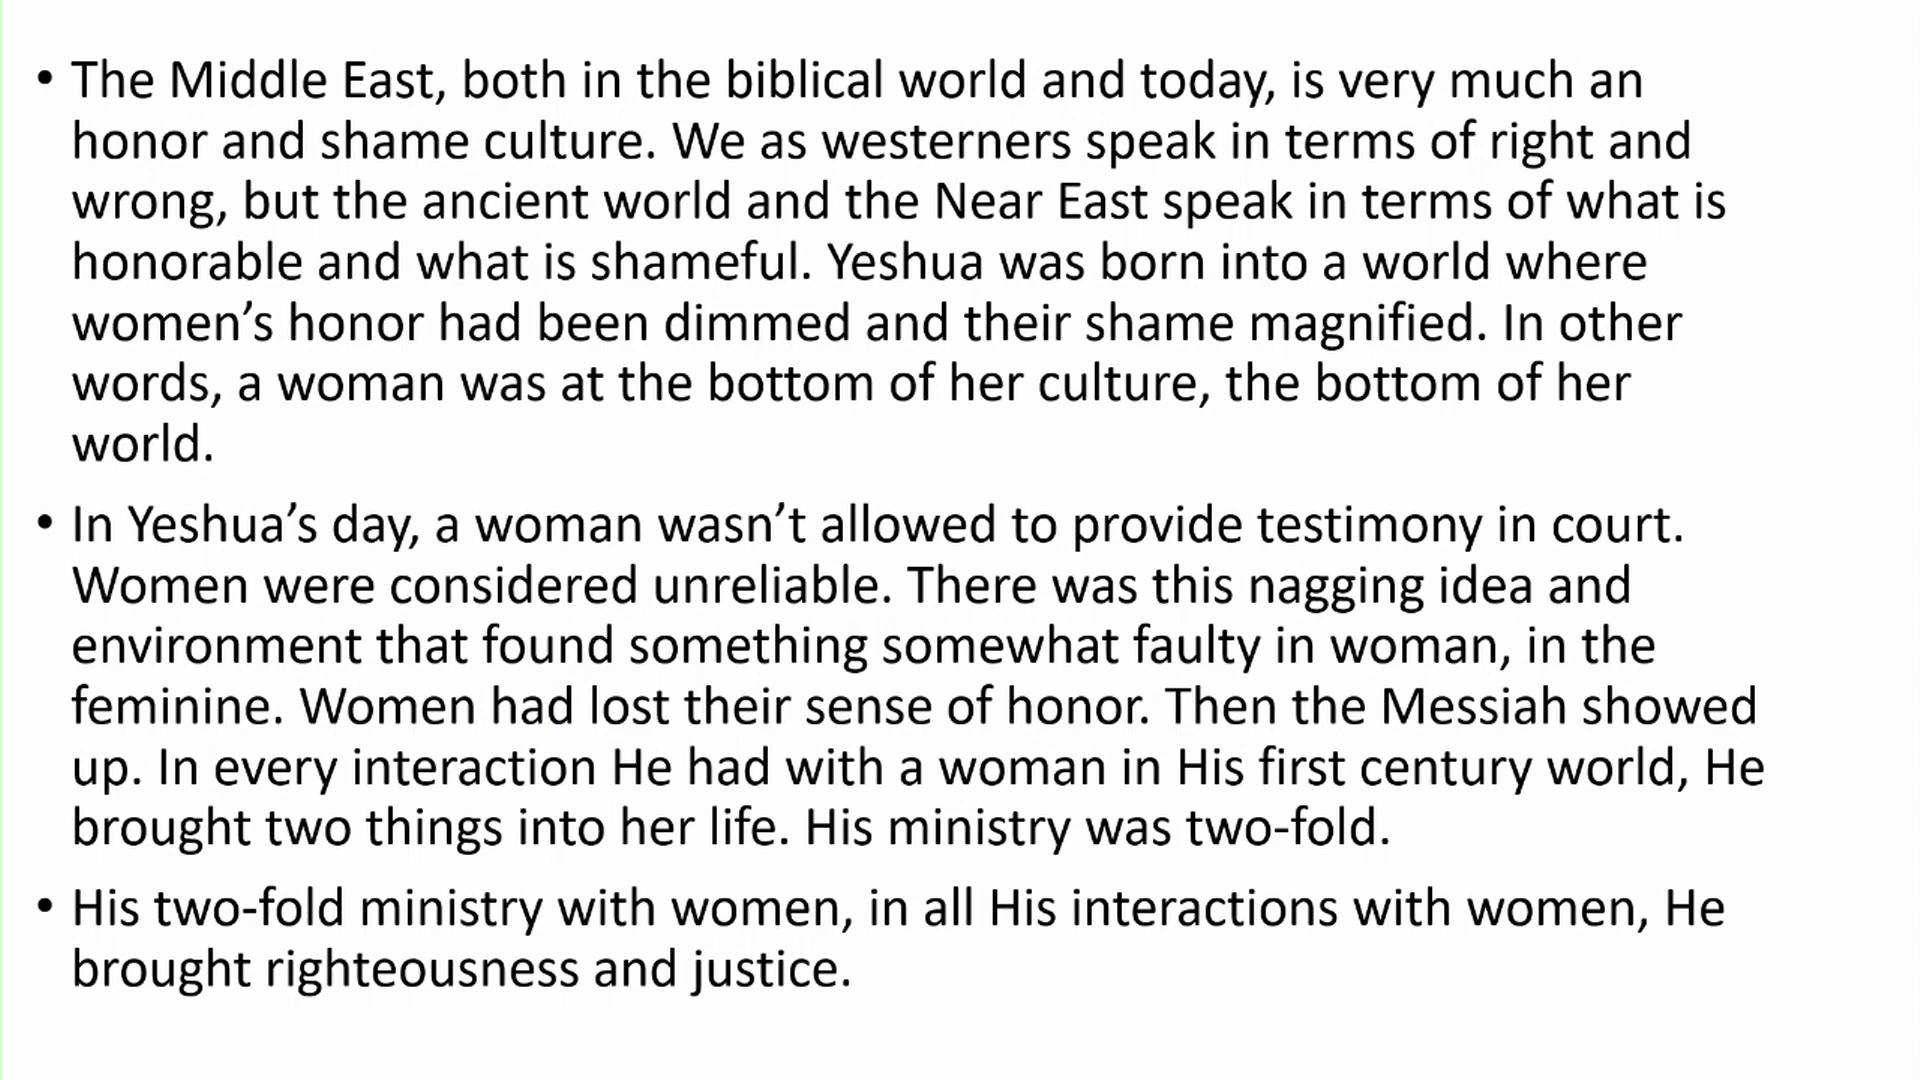 • The Middle East, both in the biblical world and today, is very much an
honor and shame culture. We as westerners speak in terms of right and
wrong, but the ancient world and the Near East speak in terms of what is
honorable and what is shameful. Yeshua was born into a world where
women’s honor had been dimmed and their shame magnified. In other
words, a woman was at the bottom of her culture, the bottom of her
world.
• In Yeshua’s day, a woman wasn’t allowed to provide testimony in court.
Women were considered unreliable. There was this nagging idea and
environment that found something somewhat faulty in woman, in the
feminine. Women had lost their sense of honor. Then the Messiah showed
up. In every interaction He had with a woman in His first century world, He
brought two things into her life. His ministry was two-fold.
• His two-fold ministry with women, in all His interactions with women, He
brought righteousness and justice.